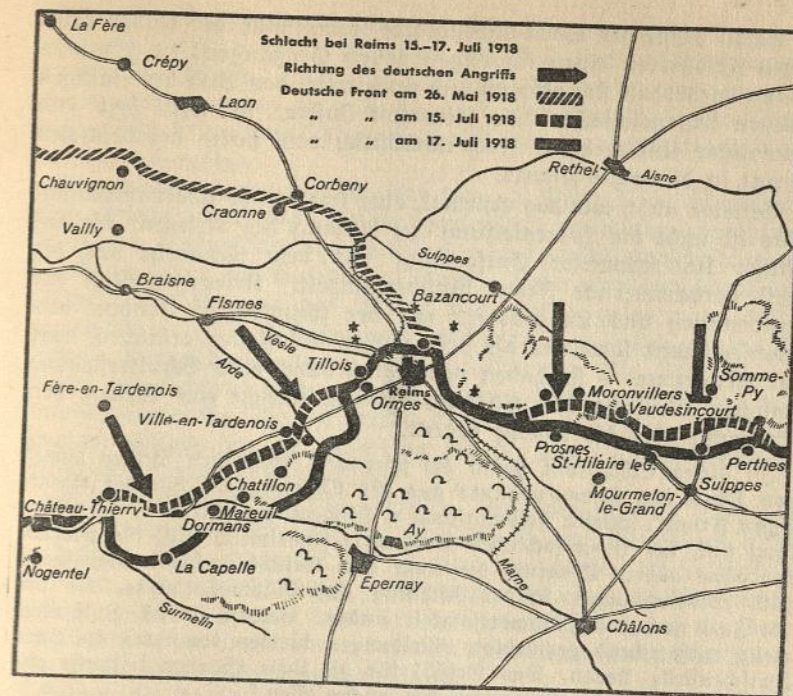 La Fère
Crépy
Laon
Schlacht bei Reims 15.–17. Juli 1918
Richtung des deutschen Angriffs
Deutsche Front am 26. Mai 1918
„ „ am 15. Juli 1918
„ „ am 17. Juli 1918
Rethel
Aisne
Chauvignon
Corbeny
Craonne
Vailly
Suippes
Braisne
Bazancourt
Fismes
Vesle
Arde
Tillois
Reims
Ormes
Fère-en-Tardenois
Ville-en-Tardenois
Moronvillers
Vaudesincourt
Somme-
Py
Prosnes
St-Hilaire le G.
Perthes
Mourmelon-
le-Grand
Suippes
Chatillon
Château-Thierry
Mareuil
Dormans
Ay
Marne
Nogentel
La Capelle
Epernay
Surmelin
Châlons